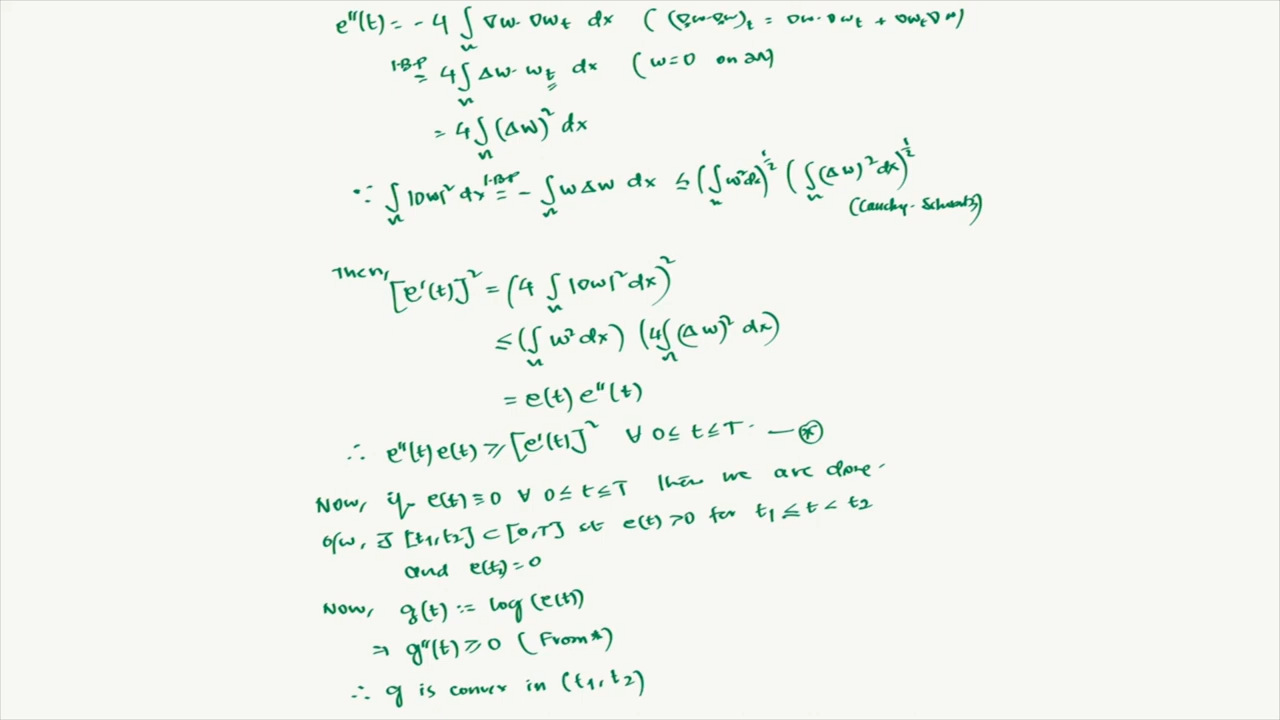 e''(t) = - 4 ∫_Ω ∇w · ∇w_t dx ( (∇w·∇w)_t = ∇w·∇w_t + ∇w_t ∇w )
I·B·P = 4 ∫_Ω Δw · w_t dx ( w=0 on ∂Ω )
= 4 ∫_Ω (Δw)² dx
∵ ∫_Ω |∇w|² dx I·B·P = - ∫_Ω w Δw dx ≤ ( ∫_Ω w² dx )^{1/2} ( ∫_Ω (Δw)² dx )^{1/2}
(Cauchy-Schwartz)
Then, [e'(t)]² = ( 4 ∫_Ω |∇w|² dx )²
≤ ( ∫_Ω w² dx ) ( 4 ∫_Ω (Δw)² dx )
= e(t) e''(t)
∴ e''(t) e(t) ≥ [e'(t)]² ∀ 0 ≤ t ≤ T. — ⊛
Now, if e(t) ≡ 0 ∀ 0 ≤ t ≤ T then we are done.
o/w, ∃ [t₁,t₂] ⊂ [0,T] st e(t) >0 for t₁ ≤ t < t₂
and e(t₂) = 0
Now, g(t) := log (e(t))
⇒ g''(t) ≥ 0 ( From * )
∴ g is convex in (t₁, t₂)